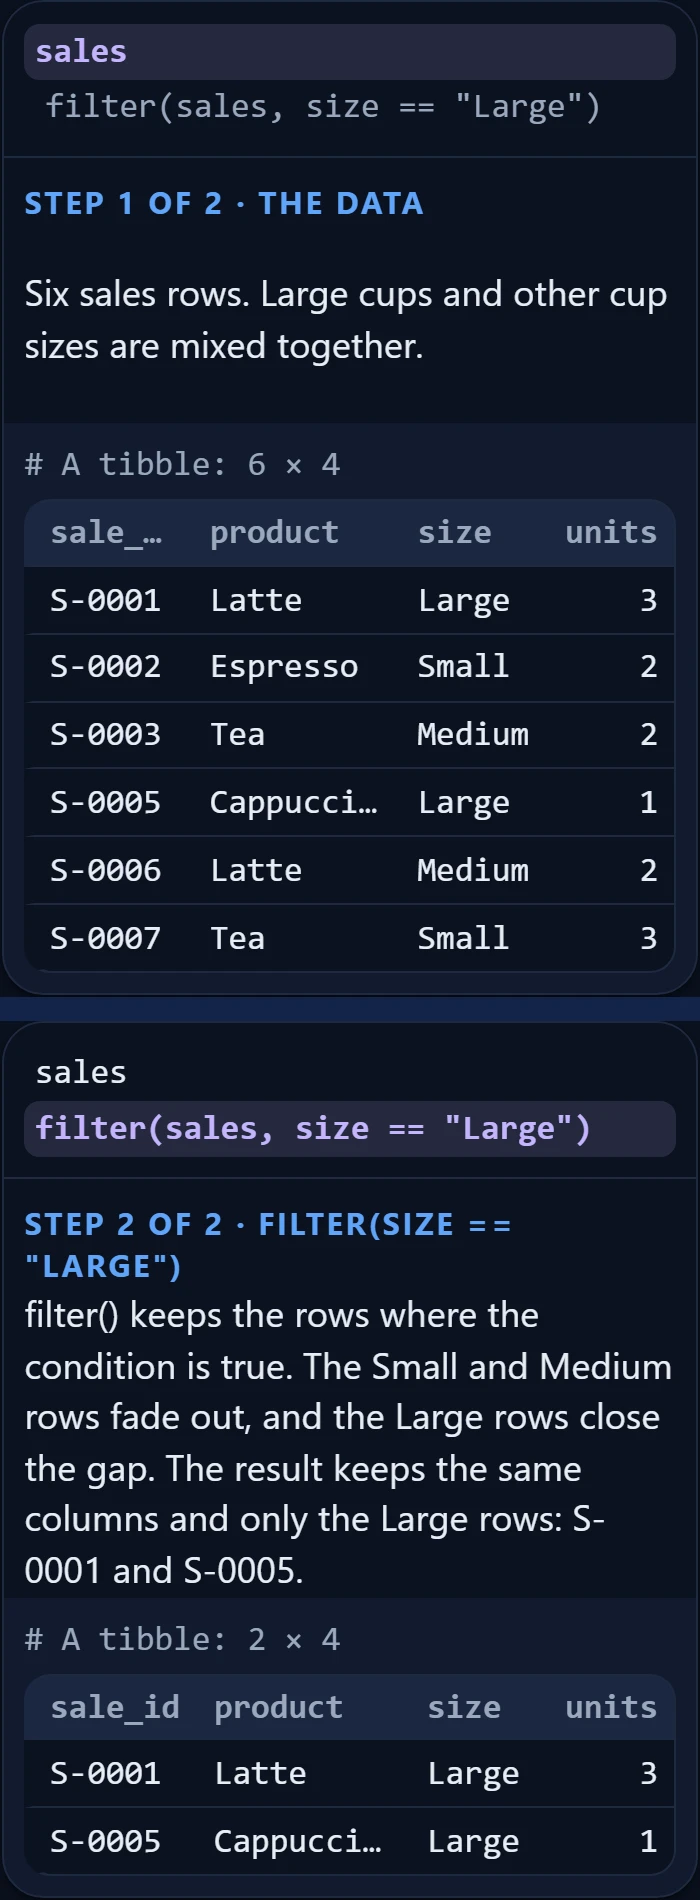 sales
filter(sales, size == "Large")
STEP 1 OF 2 · THE DATA
Six sales rows. Large cups and other cup
sizes are mixed together.
# A tibble: 6 × 4
sale_… product size units
S-0001 Latte Large 3
S-0002 Espresso Small 2
S-0003 Tea Medium 2
S-0005 Cappucci… Large 1
S-0006 Latte Medium 2
S-0007 Tea Small 3
sales
filter(sales, size == "Large")
STEP 2 OF 2 · FILTER(SIZE ==
"LARGE")
filter() keeps the rows where the
condition is true. The Small and Medium
rows fade out, and the Large rows close
the gap. The result keeps the same
columns and only the Large rows: S-
0001 and S-0005.
# A tibble: 2 × 4
sale_id product size units
S-0001 Latte Large 3
S-0005 Cappucci… Large 1